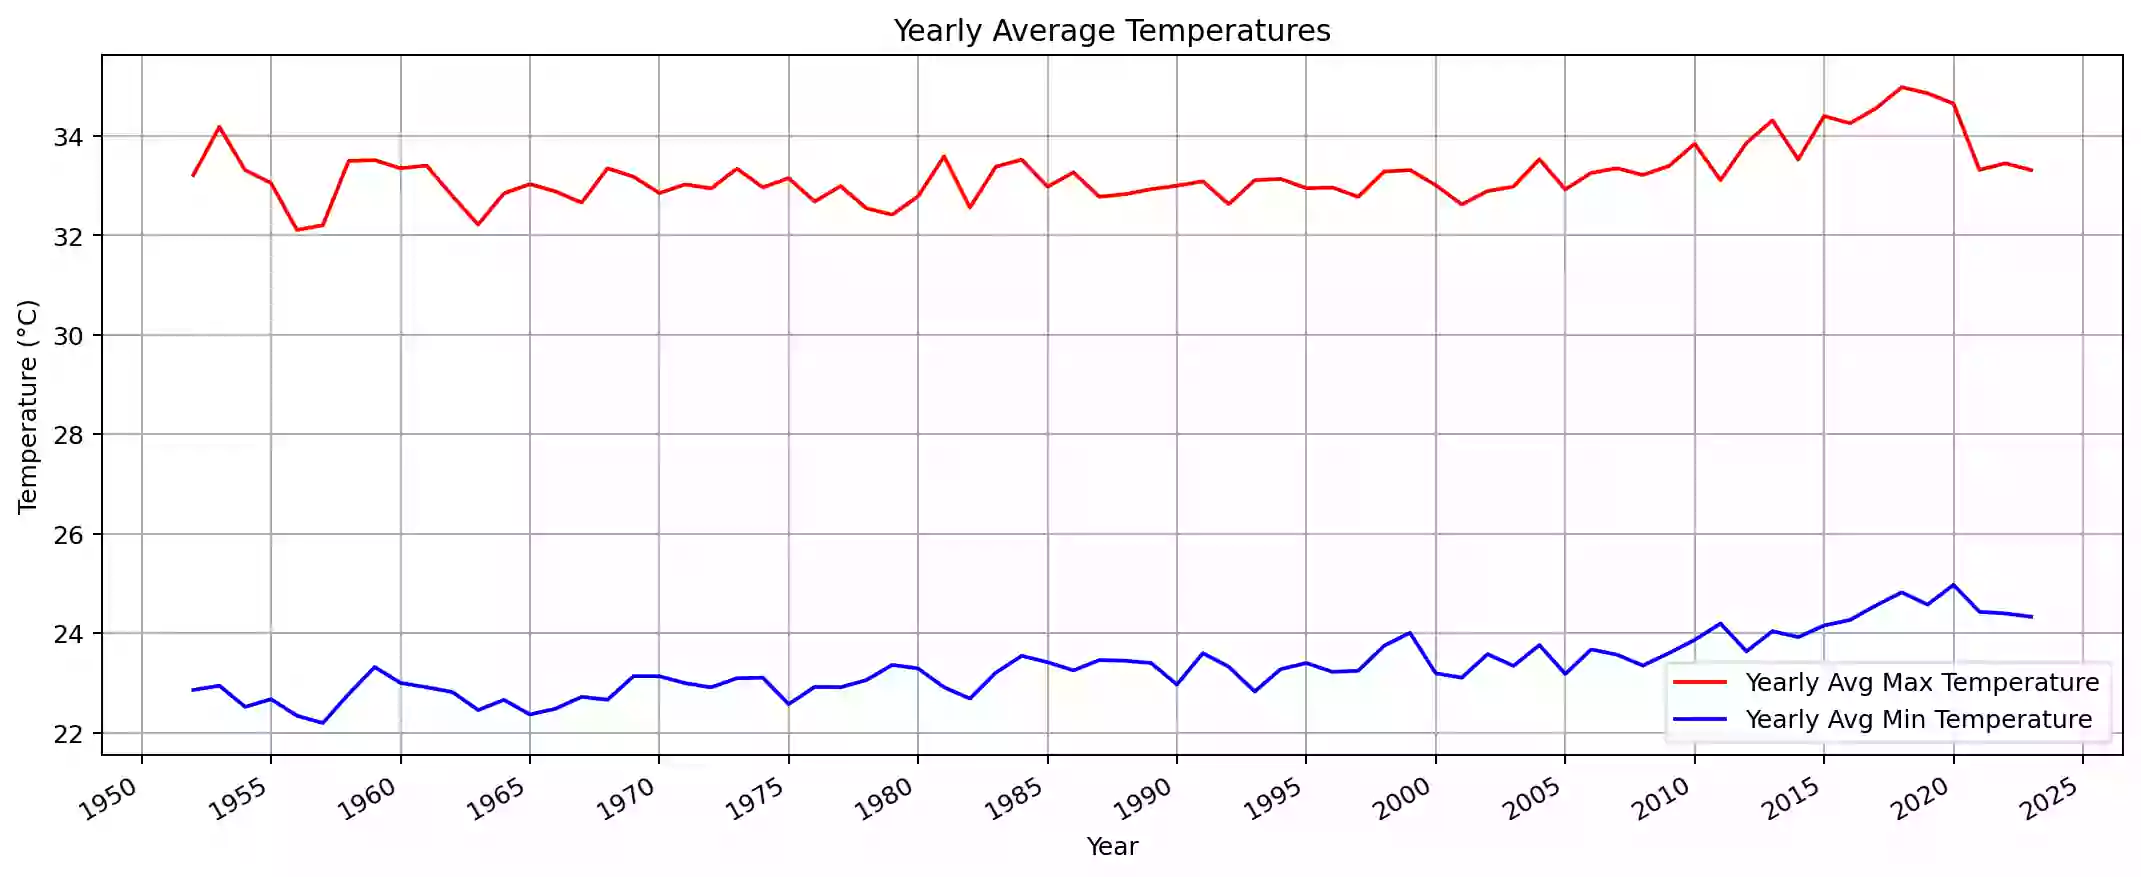 Yearly Average Temperatures
Temperature (°C)
34
32
30
28
26
24
22
Yearly Avg Max Temperature
Yearly Avg Min Temperature
1950 1955 1960 1965 1970 1975 1980 1985 1990 1995 2000 2005 2010 2015 2020 2025
Year